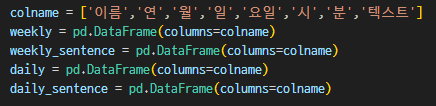 colname = ['이름','연','월','일','요일','시','분','텍스트']
weekly = pd.DataFrame(columns=colname)
weekly_sentence = pd.DataFrame(columns=colname)
daily = pd.DataFrame(columns=colname)
daily_sentence = pd.DataFrame(columns=colname)